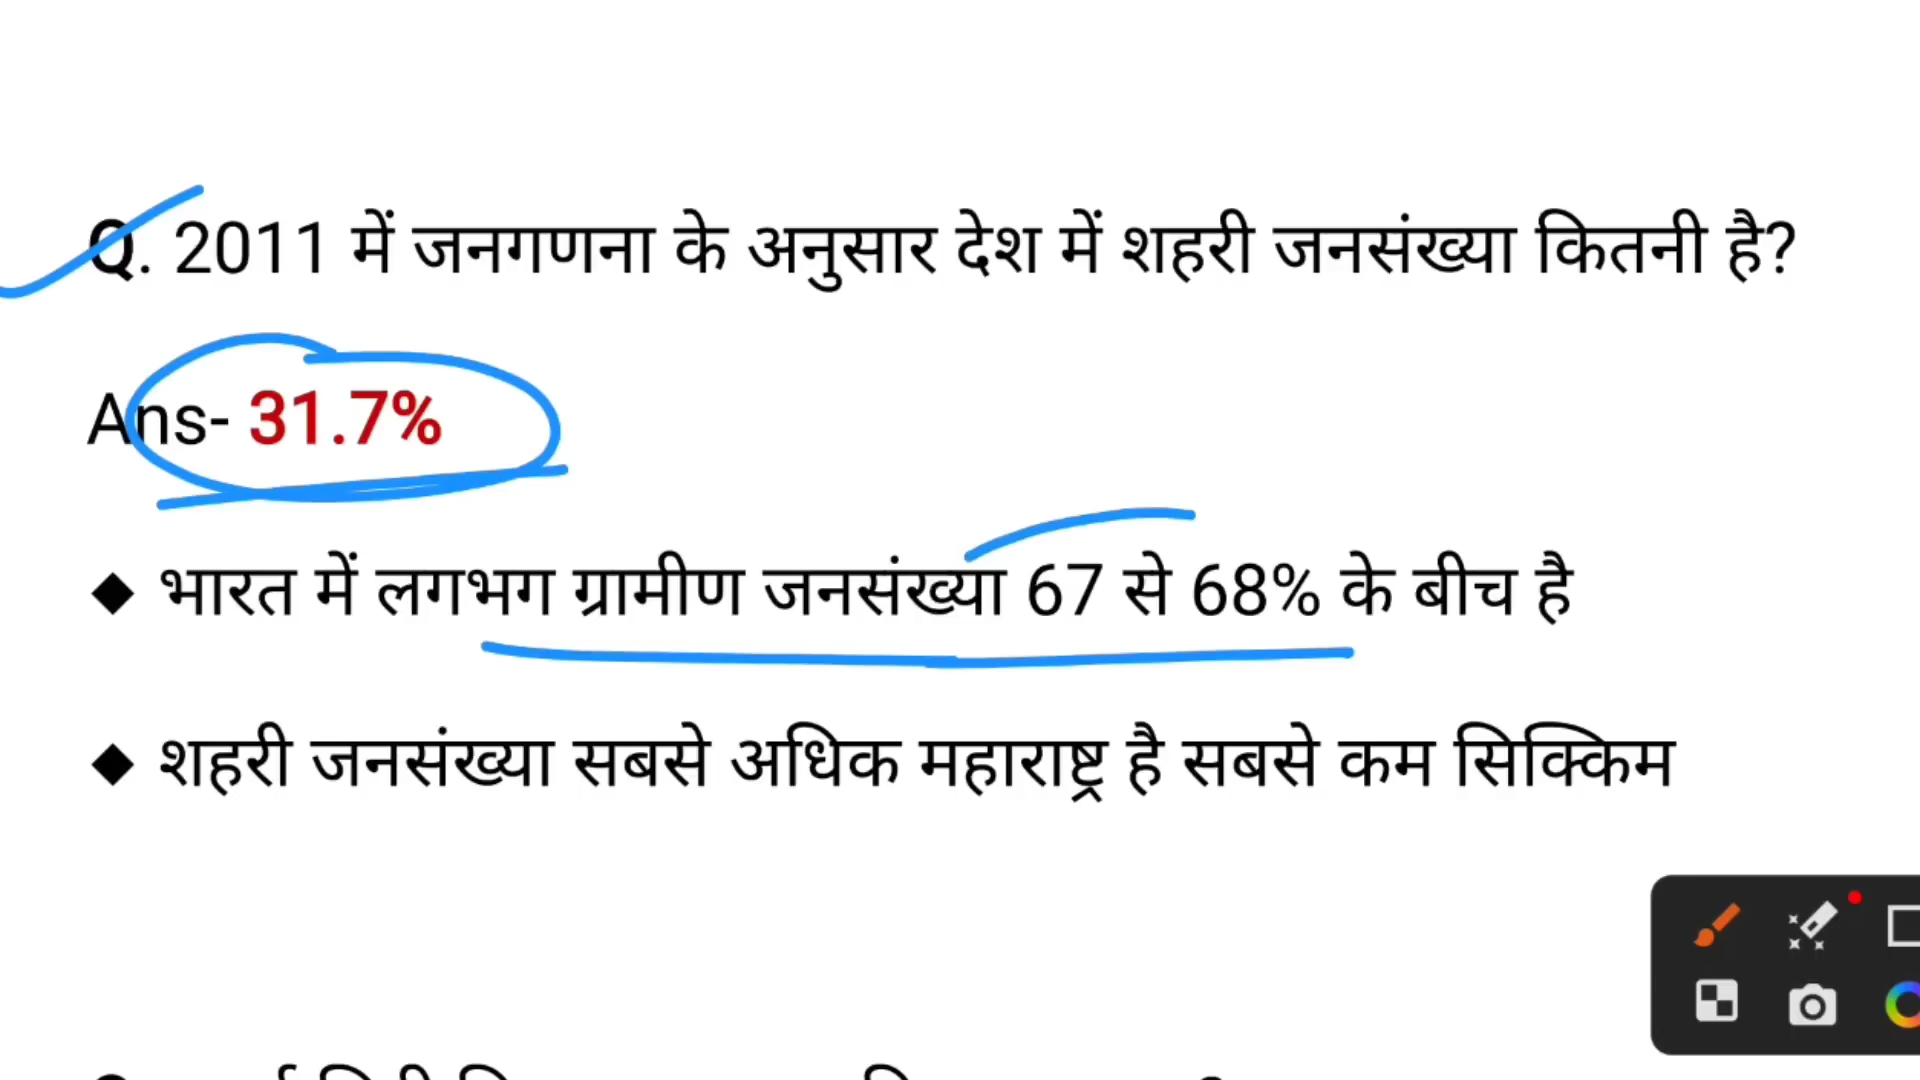 Q. 2011 में जनगणना के अनुसार देश में शहरी जनसंख्या कितनी है?
Ans- 31.7%
◆ भारत में लगभग ग्रामीण जनसंख्या 67 से 68% के बीच है
◆ शहरी जनसंख्या सबसे अधिक महाराष्ट्र है सबसे कम सिक्किम